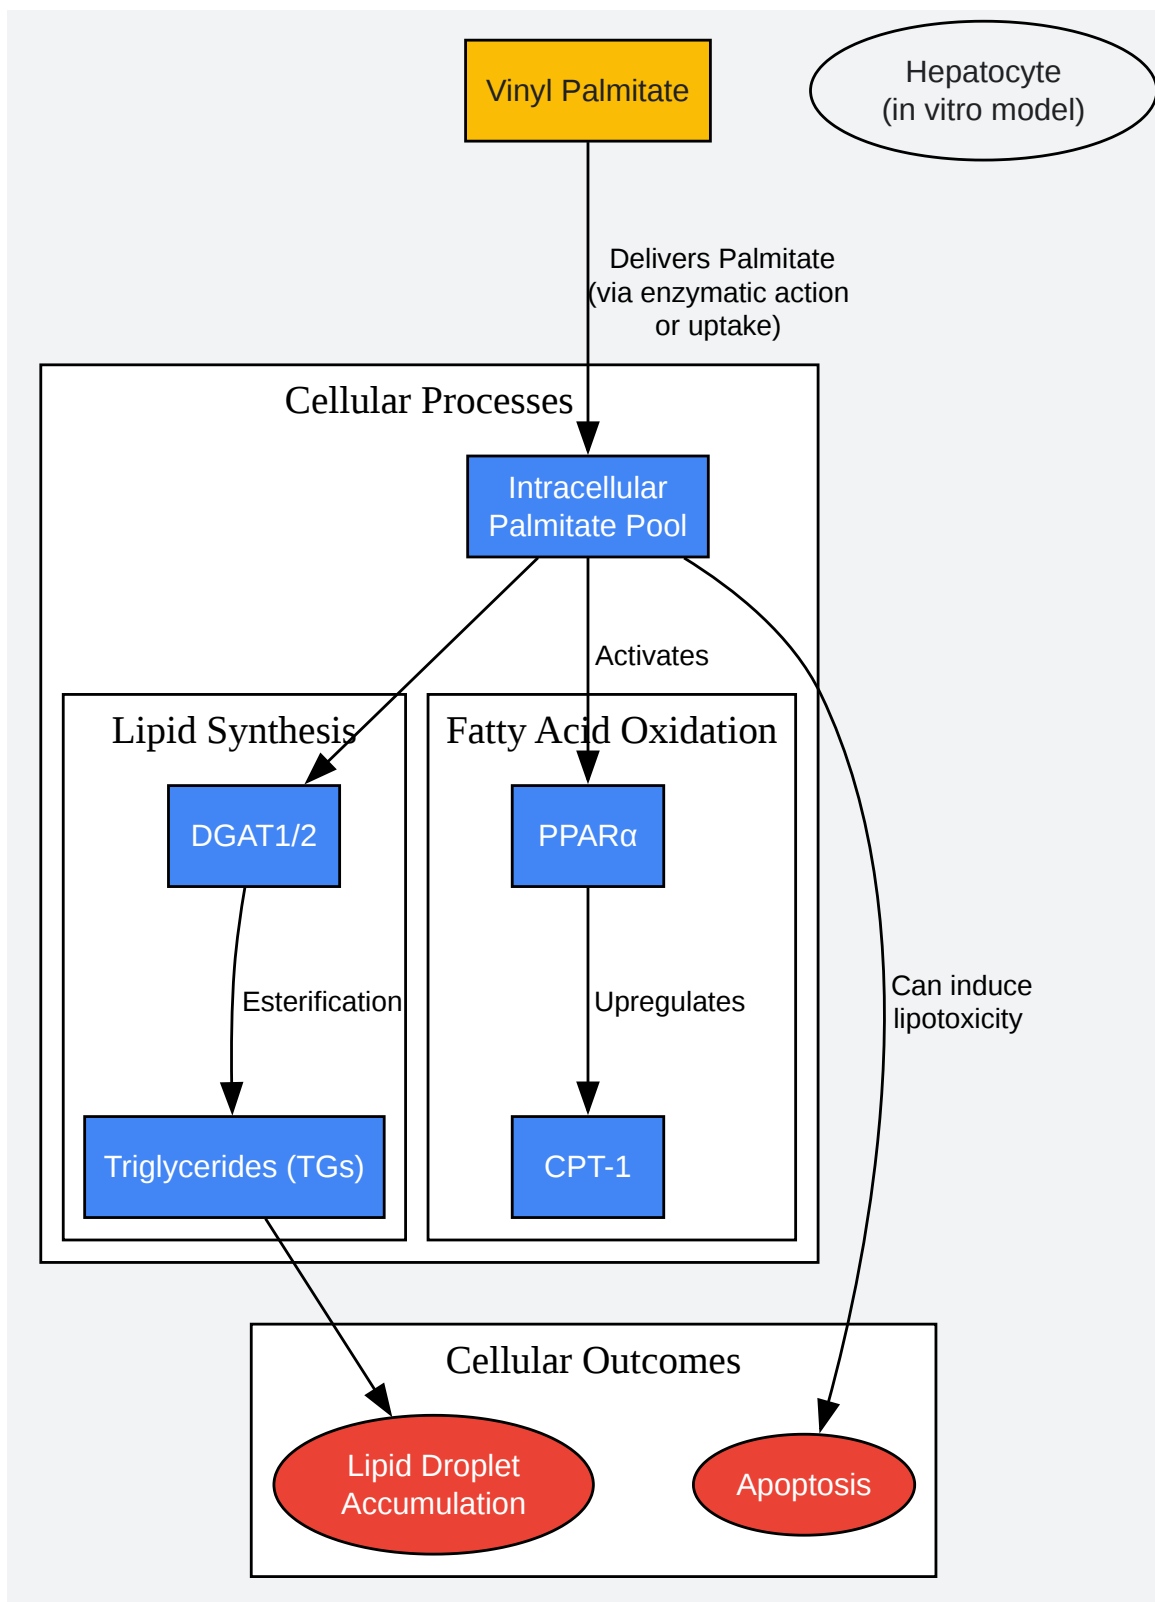 Vinyl Palmitate
Hepatocyte
(in vitro model)
Delivers Palmitate
(via enzymatic action
or uptake)
Cellular Processes
Intracellular
Palmitate Pool
Activates
Lipid Synthesis
Fatty Acid Oxidation
DGAT1/2
PPARα
Esterification
Upregulates
Can induce
lipotoxicity
Triglycerides (TGs)
CPT-1
Cellular Outcomes
Lipid Droplet
Accumulation
Apoptosis